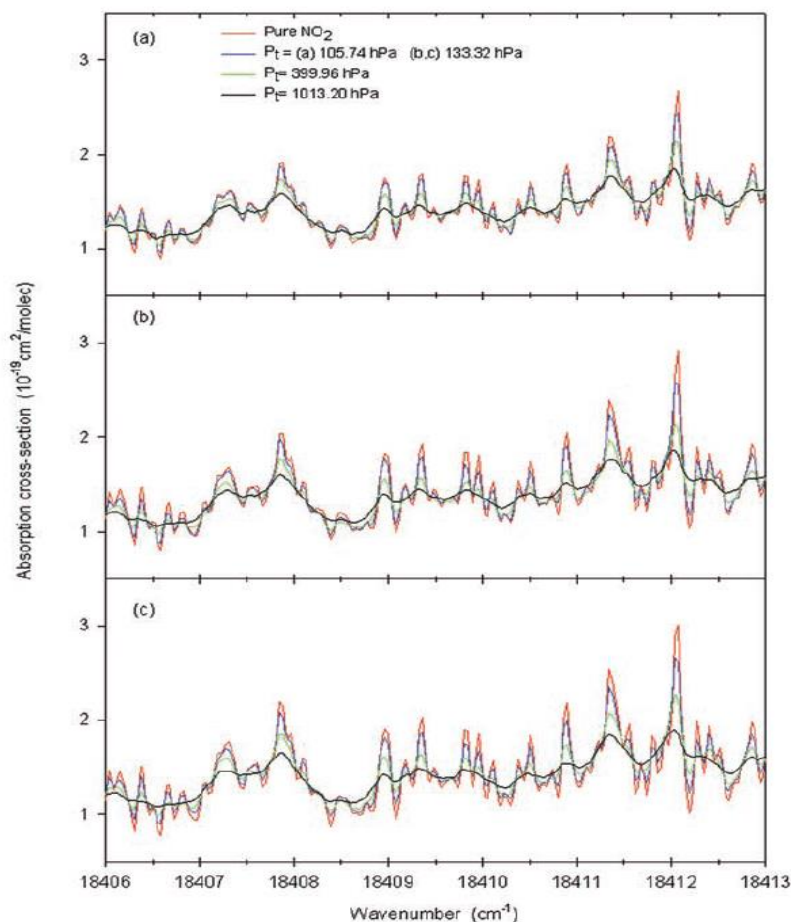 (a)
Pure NO2
Pt = (a) 105.74 hPa (b,c) 133.32 hPa
Pt= 399.96 hPa
Pt= 1013.20 hPa
3
2
1
(b)
3
2
1
(c)
3
2
1
Absorption cross-section (10-19cm2/molec)
18406 18407 18408 18409 18410 18411 18412 18413
Wavenumber (cm-1)